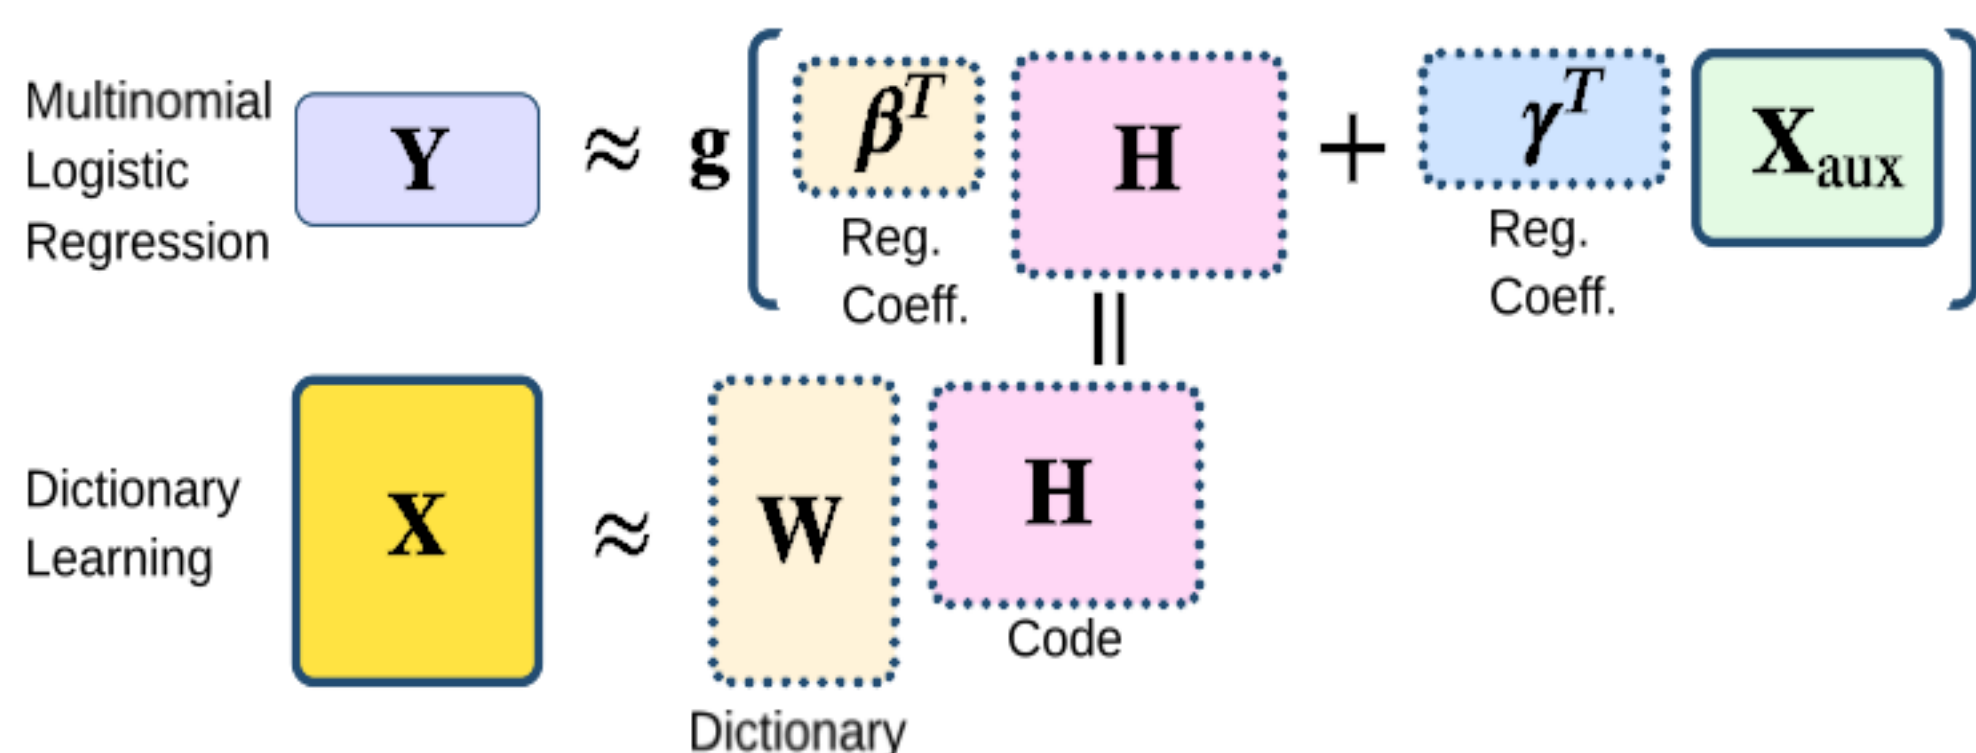 Multinomial
Logistic
Regression
Y ≈ g ( β^T H + γ^T X_aux )
Reg.
Coeff.
Reg.
Coeff.
||
Dictionary
Learning
X ≈ W H
Code
Dictionary